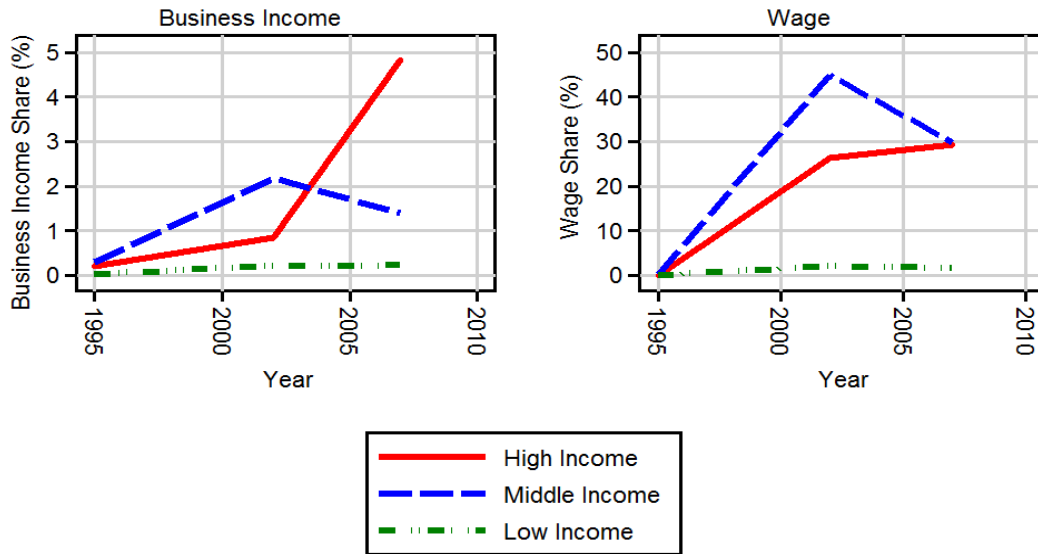 Business Income
Business Income Share (%)
5
4
3
2
1
0
1995
2000
2005
2010
Year
Wage
Wage Share (%)
50
40
30
20
10
0
1995
2000
2005
2010
Year
High Income
Middle Income
Low Income